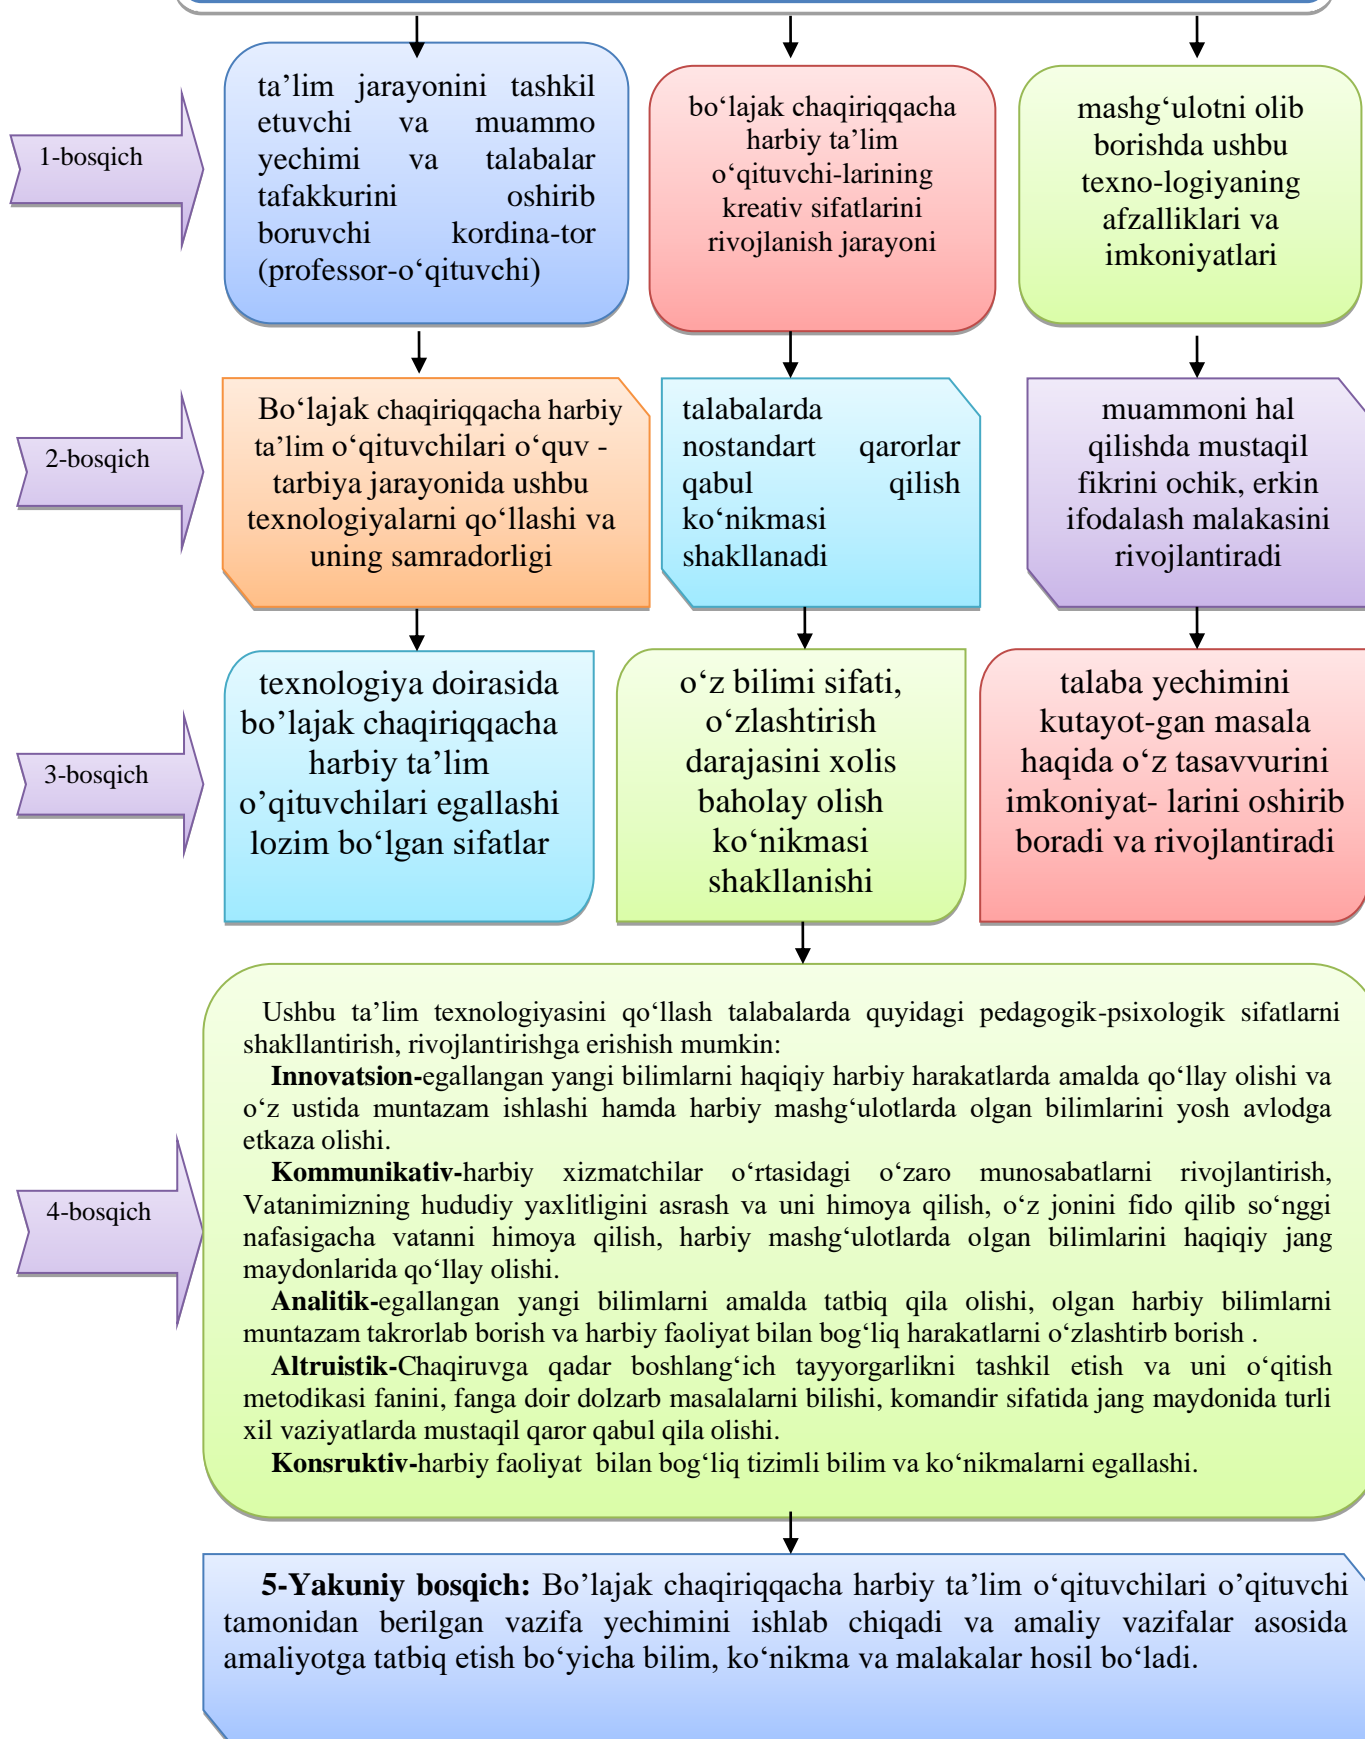 1-bosqich
ta’lim jarayonini tashkil
etuvchi va muammo
yechimi va talabalar
tafakkurini oshirib
boruvchi kordina-tor
(professor-o‘qituvchi)
bo‘lajak chaqiriqqacha
harbiy ta’lim
o‘qituvchi-larining
kreativ sifatlarini
rivojlanish jarayoni
mashg‘ulotni olib
borishda ushbu
texno-logiyaning
afzalliklari va
imkoniyatlari
2-bosqich
Bo‘lajak chaqiriqqacha harbiy
ta’lim o‘qituvchilari o‘quv -
tarbiya jarayonida ushbu
texnologiyalarni qo‘llashi va
uning samradorligi
talabalarda
nostandart qarorlar
qabul qilish
ko‘nikmasi
shakllanadi
muammoni hal
qilishda mustaqil
fikrini ochik, erkin
ifodalash malakasini
rivojlantiradi
3-bosqich
texnologiya doirasida
bo’lajak chaqiriqqacha
harbiy ta’lim
o’qituvchilari egallashi
lozim bo‘lgan sifatlar
o‘z bilimi sifati,
o‘zlashtirish
darajasini xolis
baholay olish
ko‘nikmasi
shakllanishi
talaba yechimini
kutayot-gan masala
haqida o‘z tasavvurini
imkoniyat- larini oshirib
boradi va rivojlantiradi
4-bosqich
Ushbu ta’lim texnologiyasini qo‘llash talabalarda quyidagi pedagogik-psixologik sifatlarni
shakllantirish, rivojlantirishga erishish mumkin:
Innovatsion-egallangan yangi bilimlarni haqiqiy harbiy harakatlarda amalda qo‘llay olishi va
o‘z ustida muntazam ishlashi hamda harbiy mashg‘ulotlarda olgan bilimlarini yosh avlodga
etkaza olishi.
Kommunikativ-harbiy xizmatchilar o‘rtasidagi o‘zaro munosabatlarni rivojlantirish,
Vatanimizning hududiy yaxlitligini asrash va uni himoya qilish, o‘z jonini fido qilib so‘nggi
nafasigacha vatanni himoya qilish, harbiy mashg‘ulotlarda olgan bilimlarini haqiqiy jang
maydonlarida qo‘llay olishi.
Analitik-egallangan yangi bilimlarni amalda tatbiq qila olishi, olgan harbiy bilimlarni
muntazam takrorlab borish va harbiy faoliyat bilan bog‘liq harakatlarni o‘zlashtirb borish .
Altruistik-Chaqiruvga qadar boshlang‘ich tayyorgarlikni tashkil etish va uni o‘qitish
metodikasi fanini, fanga doir dolzarb masalalarni bilishi, komandir sifatida jang maydonida turli
xil vaziyatlarda mustaqil qaror qabul qila olishi.
Konsruktiv-harbiy faoliyat bilan bog‘liq tizimli bilim va ko‘nikmalarni egallashi.
5-Yakuniy bosqich: Bo’lajak chaqiriqqacha harbiy ta’lim o‘qituvchilari o’qituvchi
tamonidan berilgan vazifa yechimini ishlab chiqadi va amaliy vazifalar asosida
amaliyotga tatbiq etish bo‘yicha bilim, ko‘nikma va malakalar hosil bo‘ladi.